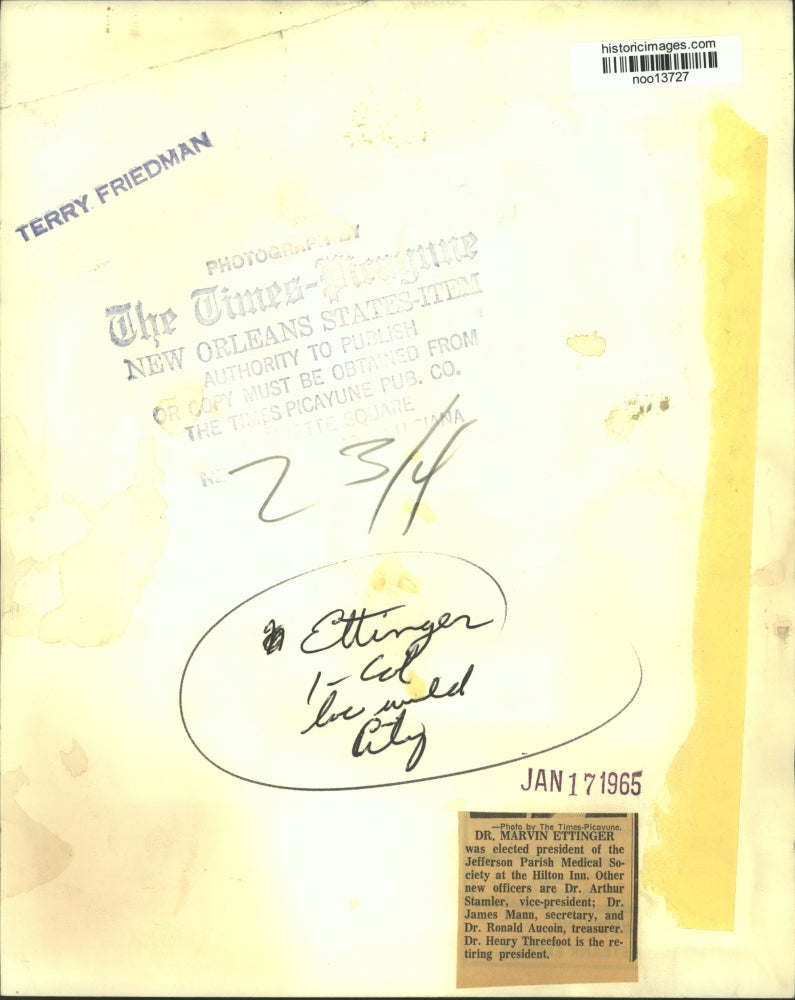 historicimages.com
noo13727
TERRY FRIEDMAN
PHOTOGRAPH BY
The Times-Picayune
NEW ORLEANS STATES-ITEM
AUTHORITY TO PUBLISH
OR COPY MUST BE OBTAINED FROM
THE TIMES PICAYUNE PUB. CO.
SQUARE
2 3/4
Ettinger
1- Col
City
JAN 17 1965
—Photo by The Times-Picayune.
DR. MARVIN ETTINGER
was elected president of the
Jefferson Parish Medical So-
ciety at the Hilton Inn. Other
new officers are Dr. Arthur
Stamler, vice-president; Dr.
James Mann, secretary, and
Dr. Ronald Aucoin, treasurer.
Dr. Henry Threefoot is the re-
tiring president.